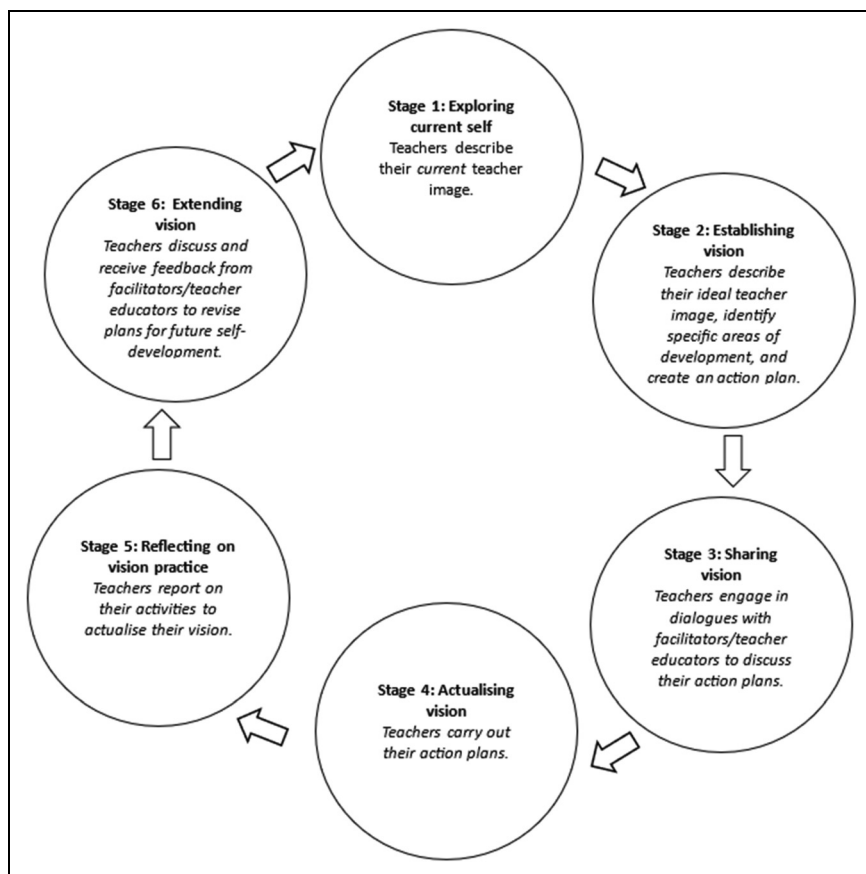 Stage 1: Exploring
current self
Teachers describe
their current teacher
image.
Stage 2: Establishing
vision
Teachers describe
their ideal teacher
image, identify
specific areas of
development, and
create an action plan.
Stage 3: Sharing
vision
Teachers engage in
dialogues with
facilitators/teacher
educators to discuss
their action plans.
Stage 4: Actualising
vision
Teachers carry out
their action plans.
Stage 5: Reflecting on
vision practice
Teachers report on
their activities to
actualise their vision.
Stage 6: Extending
vision
Teachers discuss and
receive feedback from
facilitators/teacher
educators to revise
plans for future self-
development.